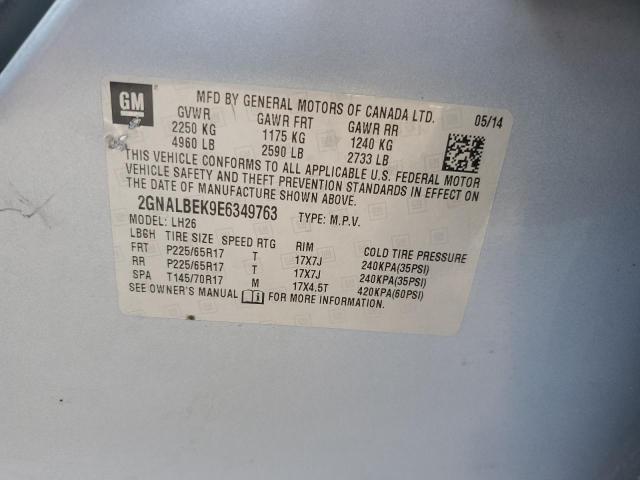 GM
MFD BY GENERAL MOTORS OF CANADA LTD. 05/14
GVWR GAWR FRT GAWR RR
2250 KG 1175 KG 1240 KG
4960 LB 2590 LB 2733 LB
THIS VEHICLE CONFORMS TO ALL APPLICABLE U.S. FEDERAL MOTOR
VEHICLE SAFETY AND THEFT PREVENTION STANDARDS IN EFFECT ON
THE DATE OF MANUFACTURE SHOWN ABOVE.
2GNALBEK9E6349763 TYPE: M.P.V.
MODEL: LH26
LB6H TIRE SIZE SPEED RTG RIM COLD TIRE PRESSURE
FRT P225/65R17 T 17X7J 240KPA(35PSI)
RR P225/65R17 T 17X7J 240KPA(35PSI)
SPA T145/70R17 M 17X4.5T 420KPA(60PSI)
SEE OWNER'S MANUAL FOR MORE INFORMATION.